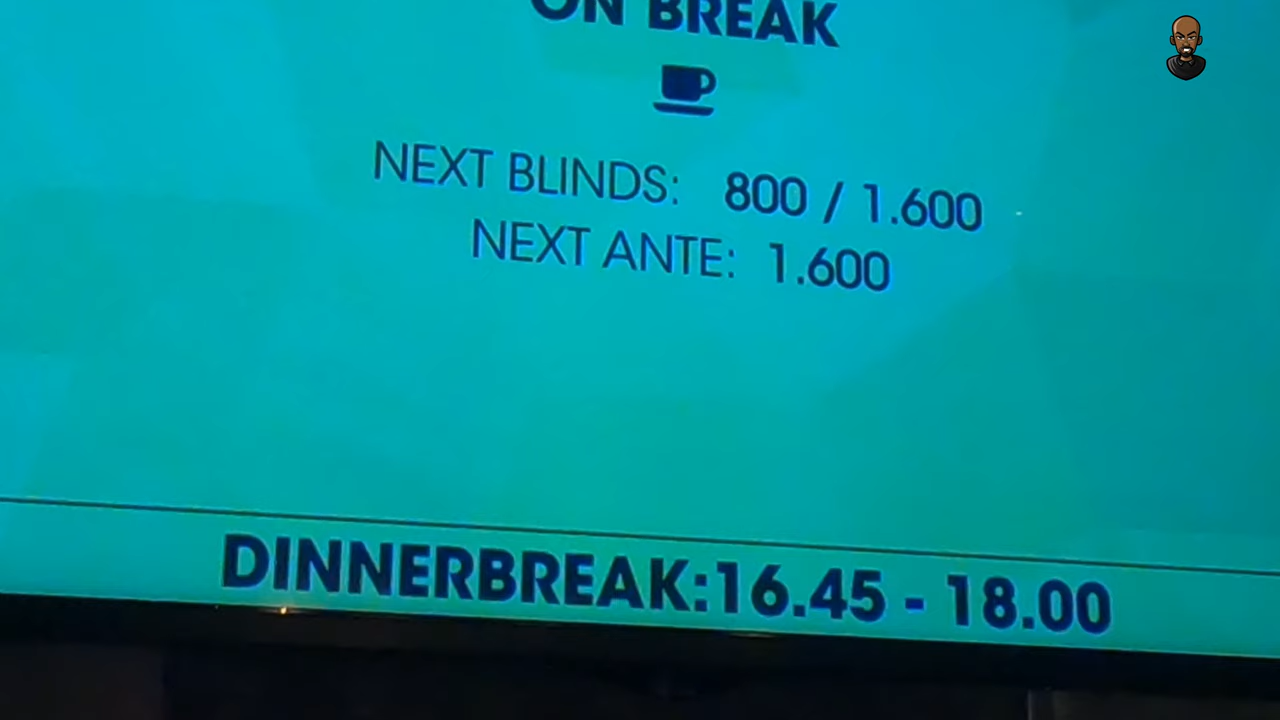 ON BREAK
NEXT BLINDS: 800 / 1.600
NEXT ANTE: 1.600
DINNERBREAK:16.45 - 18.00